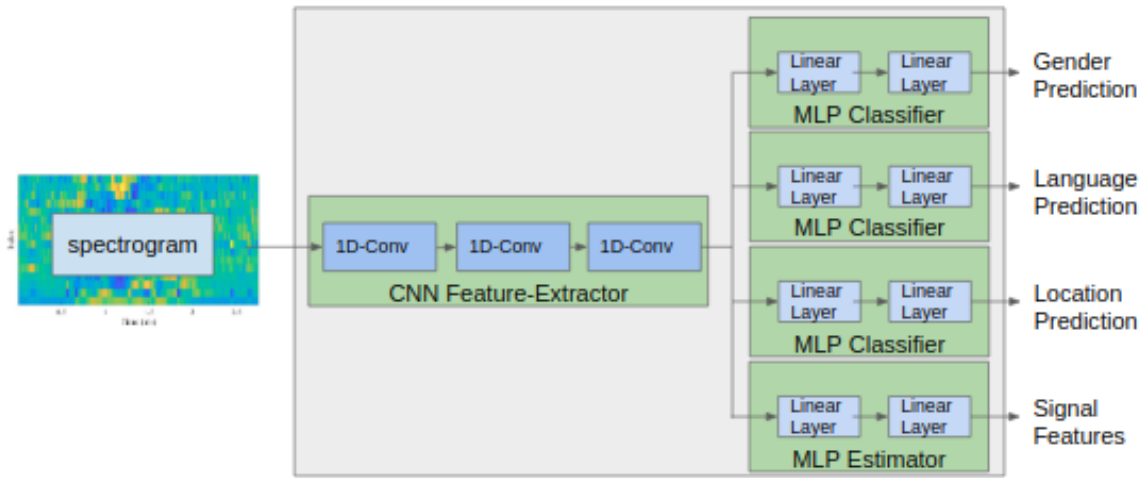 spectrogram
1D-Conv
1D-Conv
1D-Conv
CNN Feature-Extractor
Linear
Layer
Linear
Layer
MLP Classifier
Gender
Prediction
Linear
Layer
Linear
Layer
MLP Classifier
Language
Prediction
Linear
Layer
Linear
Layer
MLP Classifier
Location
Prediction
Linear
Layer
Linear
Layer
MLP Estimator
Signal
Features